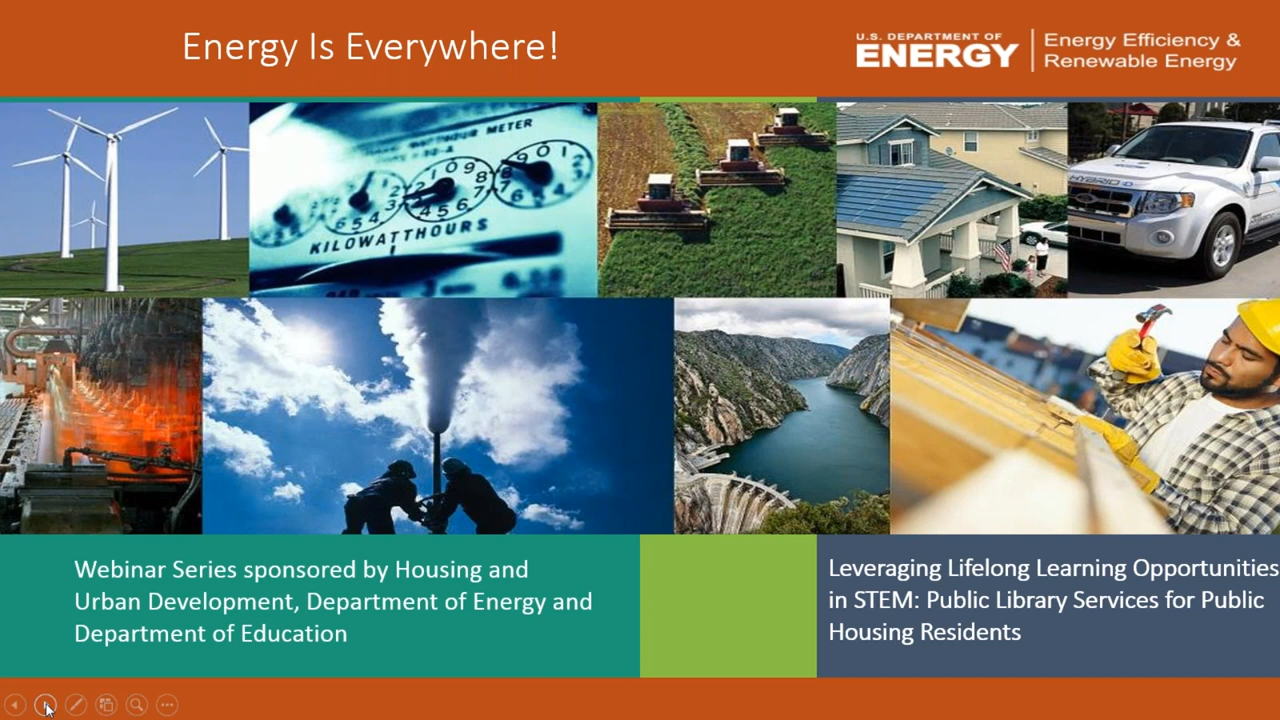 Energy Is Everywhere!
U.S. DEPARTMENT OF
ENERGY
Energy Efficiency &
Renewable Energy
METER
KILOWATTHOURS
HYBRID
Webinar Series sponsored by Housing and
Urban Development, Department of Energy and
Department of Education
Leveraging Lifelong Learning Opportunities
in STEM: Public Library Services for Public
Housing Residents